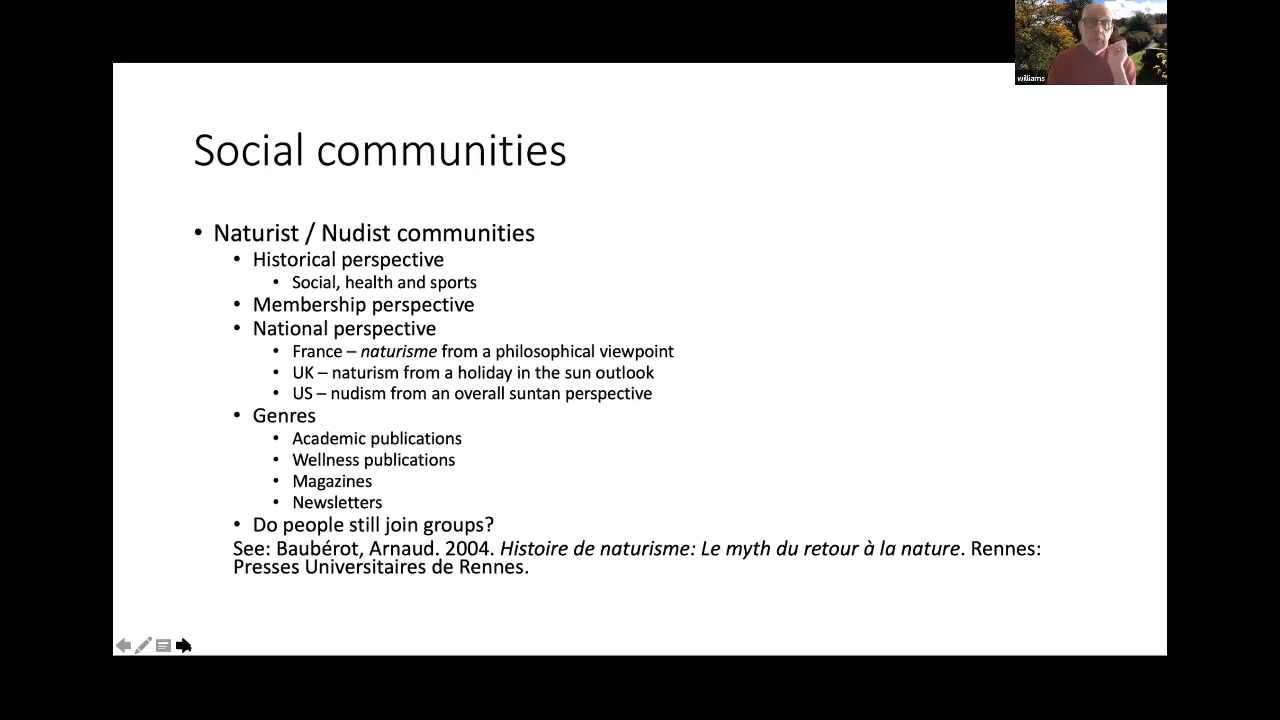 williams
Social communities
• Naturist / Nudist communities
• Historical perspective
• Social, health and sports
• Membership perspective
• National perspective
• France – naturisme from a philosophical viewpoint
• UK – naturism from a holiday in the sun outlook
• US – nudism from an overall suntan perspective
• Genres
• Academic publications
• Wellness publications
• Magazines
• Newsletters
• Do people still join groups?
See: Baubérot, Arnaud. 2004. Histoire de naturisme: Le myth du retour à la nature. Rennes:
Presses Universitaires de Rennes.